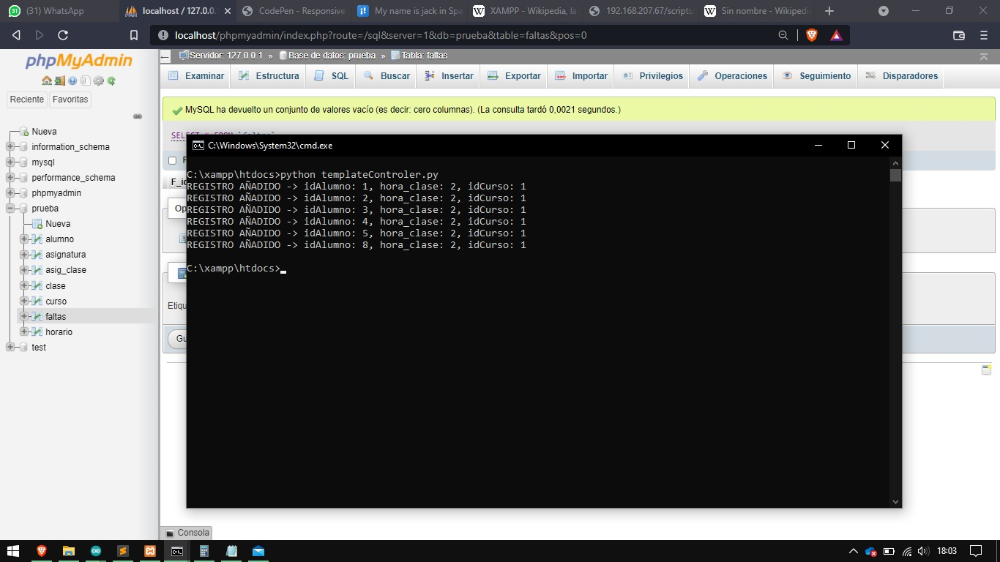 (31) WhatsApp
localhost / 127.0.0.
CodePen - Responsive
My name is jack in Spa
XAMPP - Wikipedia, la
192.168.207.67/scripts/
Sin nombre - Wikipedi
localhost/phpmyadmin/index.php?route=/sql&server=1&db=prueba&table=faltas&pos=0
phpMyAdmin
Reciente
Favoritas
Nueva
information_schema
mysql
performance_schema
phpmyadmin
prueba
Nueva
alumno
asignatura
asig_clase
clase
curso
faltas
horario
test
Servidor: 127.0.0.1 » Base de datos: prueba » Tabla: faltas
Examinar
Estructura
SQL
Buscar
Insertar
Exportar
Importar
Privilegios
Operaciones
Seguimiento
Disparadores
MySQL ha devuelto un conjunto de valores vacío (es decir: cero columnas). (La consulta tardó 0,0021 segundos.)
SELECT * FROM `faltas`
F_id
Op
Etiqu
Gu
C:\Windows\System32\cmd.exe
C:\xampp\htdocs>python templateControler.py
REGISTRO AÑADIDO -> idAlumno: 1, hora_clase: 2, idCurso: 1
REGISTRO AÑADIDO -> idAlumno: 2, hora_clase: 2, idCurso: 1
REGISTRO AÑADIDO -> idAlumno: 3, hora_clase: 2, idCurso: 1
REGISTRO AÑADIDO -> idAlumno: 4, hora_clase: 2, idCurso: 1
REGISTRO AÑADIDO -> idAlumno: 5, hora_clase: 2, idCurso: 1
REGISTRO AÑADIDO -> idAlumno: 8, hora_clase: 2, idCurso: 1
C:\xampp\htdocs>
Consola
18:03